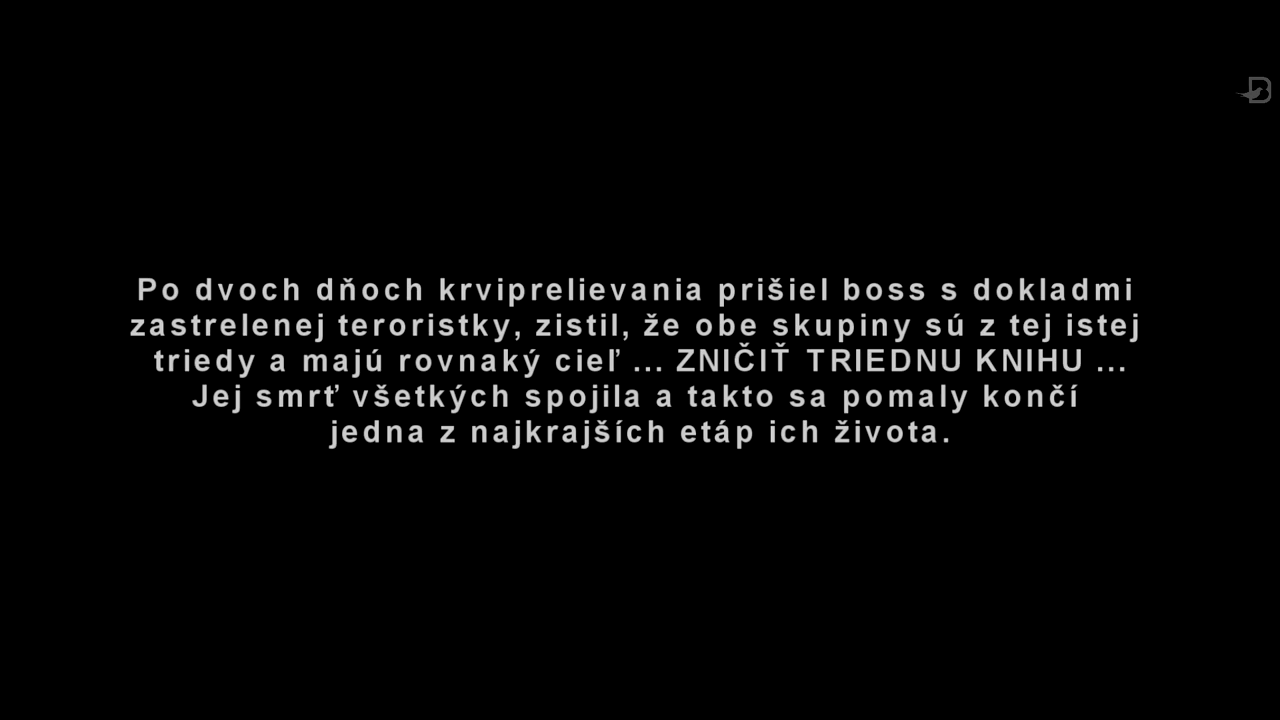 Po dvoch dňoch krviprelievania prišiel boss s dokladmi
zastrelenej teroristky, zistil, že obe skupiny sú z tej istej
triedy a majú rovnaký cieľ ... ZNIČIŤ TRIEDNU KNIHU ...
Jej smrť všetkých spojila a takto sa pomaly končí
jedna z najkrajších etáp ich života.